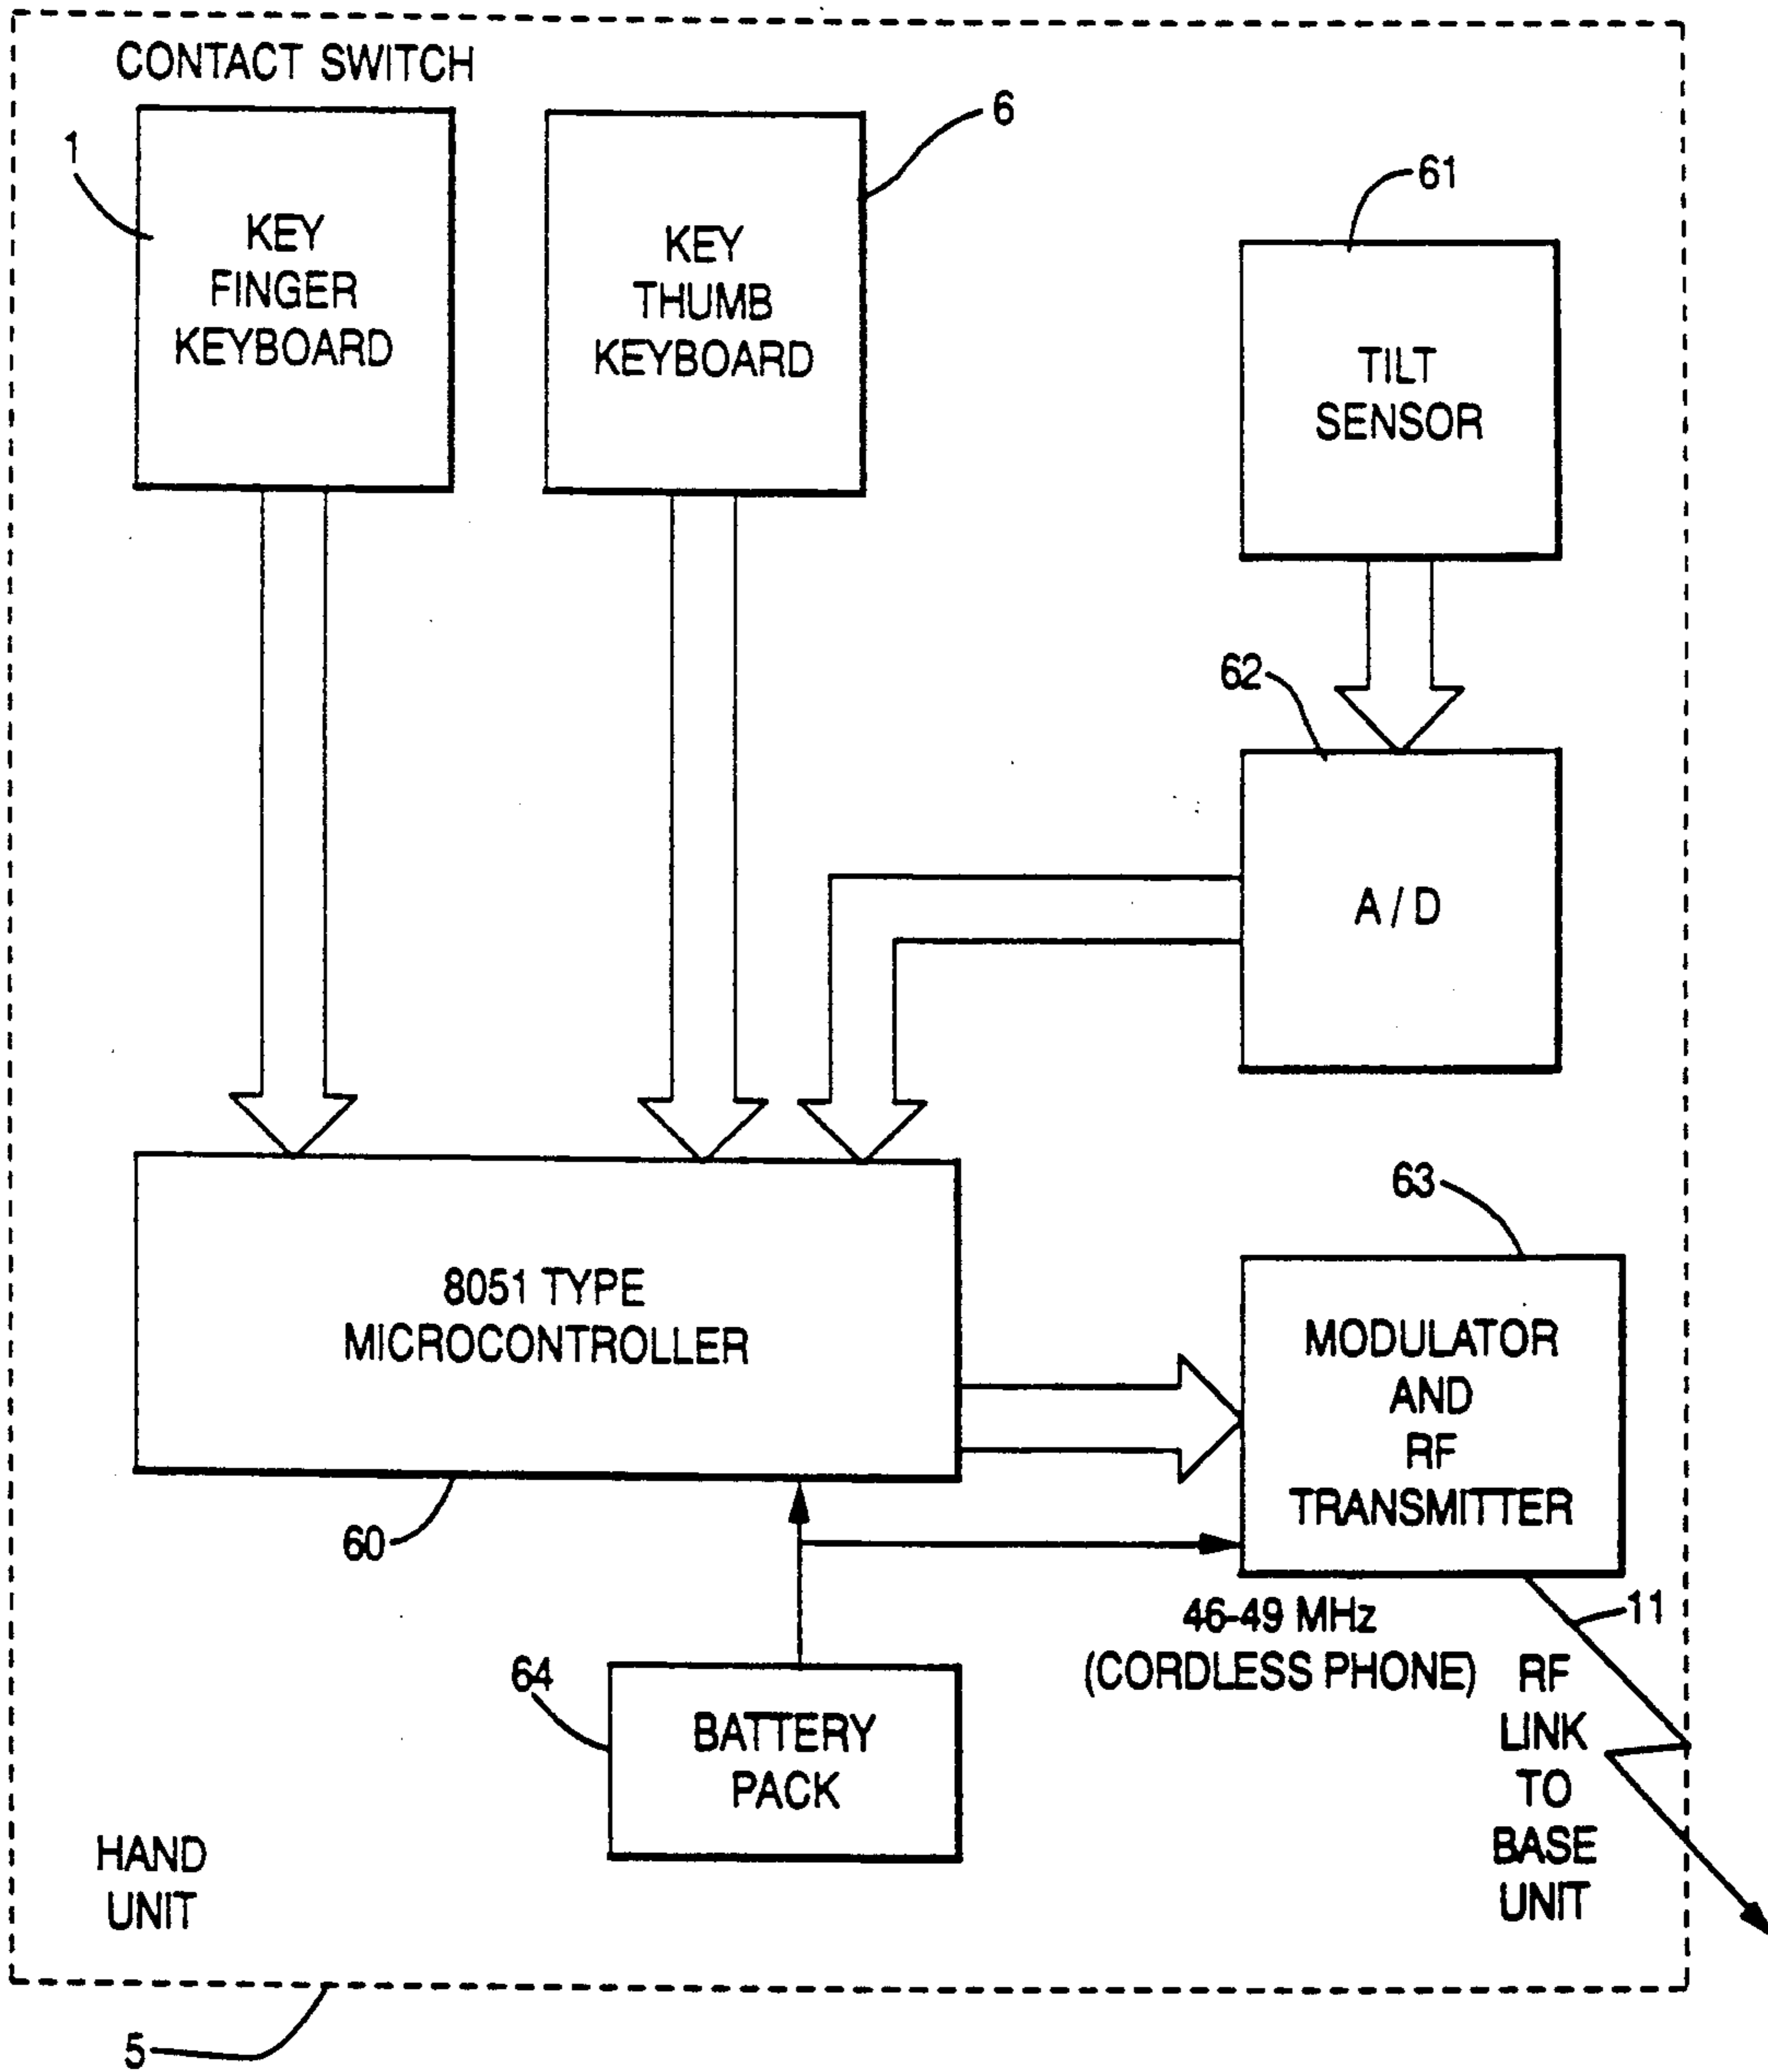 CONTACT SWITCH
1
KEY
FINGER
KEYBOARD
6
KEY
THUMB
KEYBOARD
61
TILT
SENSOR
62
A / D
8051 TYPE
MICROCONTROLLER
60
63
MODULATOR
AND
RF
TRANSMITTER
46-49 MHz
(CORDLESS PHONE)
11
RF
LINK
TO
BASE
UNIT
64
BATTERY
PACK
HAND
UNIT
5